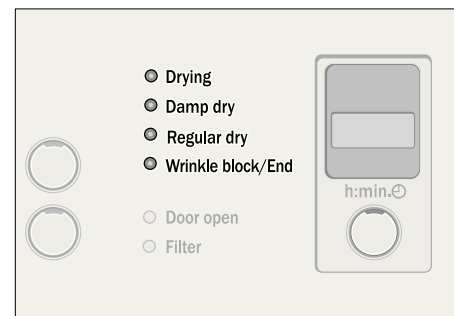 Drying
Damp dry
Regular dry
Wrinkle block/End
h:min.
Door open
Filter